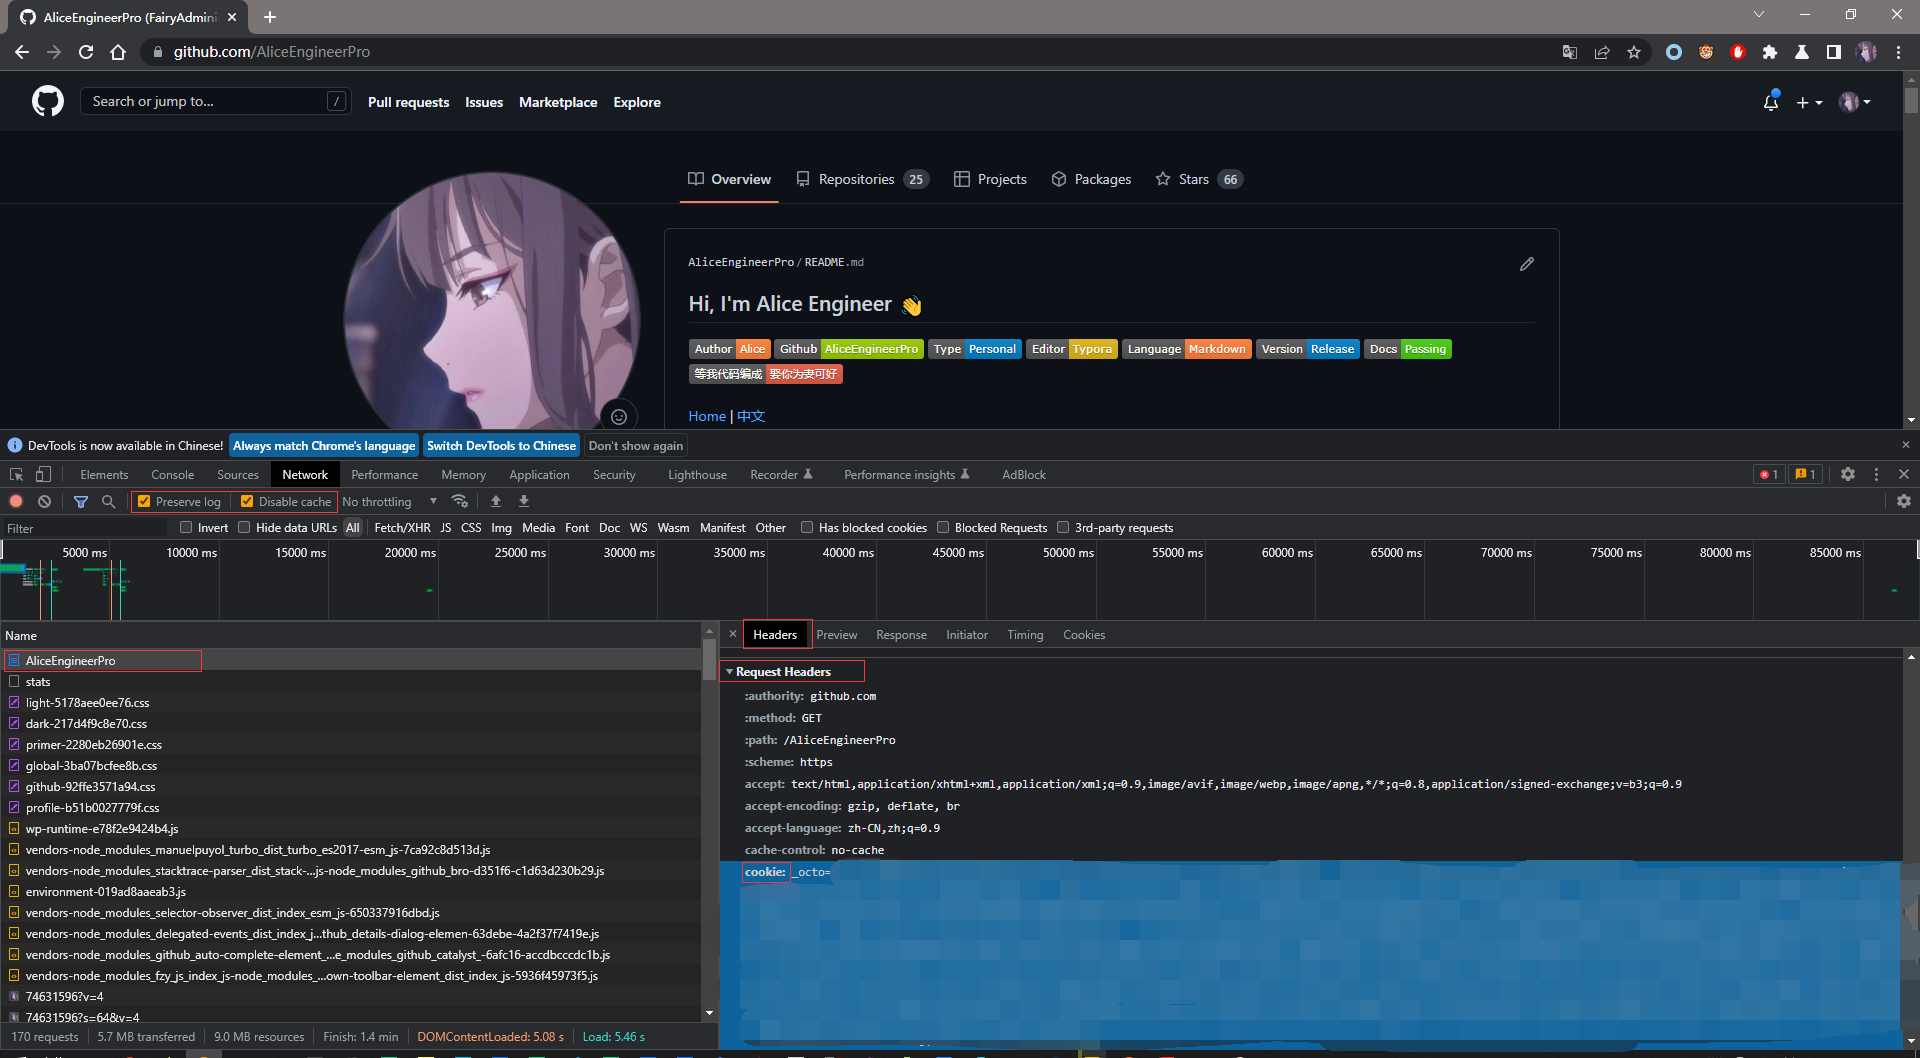 AliceEngineerPro (FairyAdmin
github.com/AliceEngineerPro
Search or jump to... /
Pull requests Issues Marketplace Explore
Overview Repositories 25 Projects Packages Stars 66
AliceEngineerPro/README.md
Hi, I'm Alice Engineer 👋
Author Alice Github AliceEngineerPro Type Personal Editor Typora Language Markdown Version Release Docs Passing
等我代码编成 娶你为妻可好
Home | 中文
DevTools is now available in Chinese! Always match Chrome's language Switch DevTools to Chinese Don't show again
Elements Console Sources Network Performance Memory Application Security Lighthouse Recorder Performance insights AdBlock 1 1
Preserve log Disable cache No throttling
Filter Invert Hide data URLs All Fetch/XHR JS CSS Img Media Font Doc WS Wasm Manifest Other Has blocked cookies Blocked Requests 3rd-party requests
5000 ms 10000 ms 15000 ms 20000 ms 25000 ms 30000 ms 35000 ms 40000 ms 45000 ms 50000 ms 55000 ms 60000 ms 65000 ms 70000 ms 75000 ms 80000 ms 85000 ms
Name
AliceEngineerPro
stats
light-5178aee0ee76.css
dark-217d4f9c8e70.css
primer-2280eb26901e.css
global-3ba07bcfee8b.css
github-92ffe3571a94.css
profile-b51b0027779f.css
wp-runtime-e78f2e9424b4.js
vendors-node_modules_manuelpuyol_turbo_dist_turbo_es2017-esm_js-7ca92c8d513d.js
vendors-node_modules_stacktrace-parser_dist_stack-...js-node_modules_github_bro-d351f6-c1d63d230b29.js
environment-019ad8aaeab3.js
vendors-node_modules_selector-observer_dist_index_esm_js-650337916dbd.js
vendors-node_modules_delegated-events_dist_index_j...thub_details-dialog-elemen-63debe-4a2f37f7419e.js
vendors-node_modules_github_auto-complete-element_...e_modules_github_catalyst_-6afc16-accdbcccdc1b.js
vendors-node_modules_fzy_js_index_js-node_modules_...own-toolbar-element_dist_index_js-5936f45973f5.js
74631596?v=4
74631596?s=64&v=4
170 requests 5.7 MB transferred 9.0 MB resources Finish: 1.4 min DOMContentLoaded: 5.08 s Load: 5.46 s
Headers Preview Response Initiator Timing Cookies
Request Headers
:authority: github.com
:method: GET
:path: /AliceEngineerPro
:scheme: https
accept: text/html,application/xhtml+xml,application/xml;q=0.9,image/avif,image/webp,image/apng,*/*;q=0.8,application/signed-exchange;v=b3;q=0.9
accept-encoding: gzip, deflate, br
accept-language: zh-CN,zh;q=0.9
cache-control: no-cache
cookie: _octo=